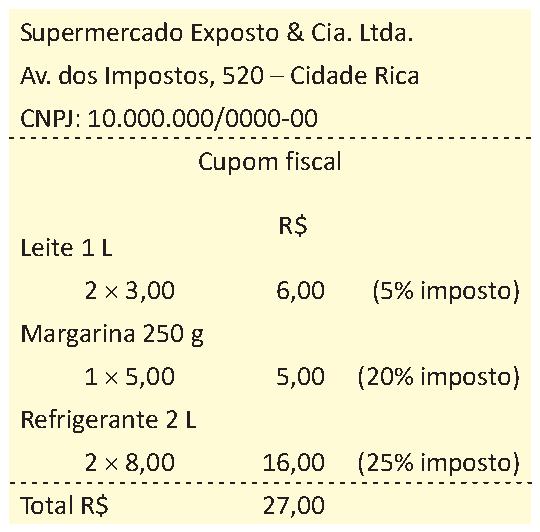 Supermercado Exposto & Cia. Ltda.
Av. dos Impostos, 520 – Cidade Rica
CNPJ: 10.000.000/0000-00
Cupom fiscal
R$
Leite 1 L
2 × 3,00 6,00 (5% imposto)
Margarina 250 g
1 × 5,00 5,00 (20% imposto)
Refrigerante 2 L
2 × 8,00 16,00 (25% imposto)
Total R$ 27,00